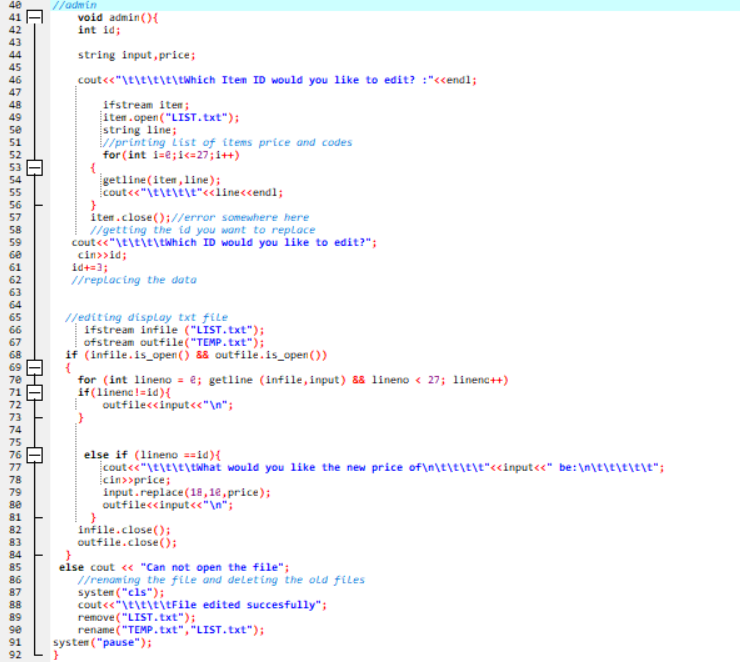 40 //admin
41 void admin(){
42 int id;
43
44 string input,price;
45
46 cout<<"\t\t\t\t\tWhich Item ID would you like to edit? :"<<endl;
47
48 ifstream item;
49 item.open("LIST.txt");
50 string line;
51 //printing list of items price and codes
52 for(int i=0;i<=27;i++)
53 {
54 getline(item,line);
55 cout<<"\t\t\t\t"<<line<<endl;
56 }
57 item.close();//error somewhere here
58 //getting the id you want to replace
59 cout<<"\t\t\t\tWhich ID would you like to edit?";
60 cin>>id;
61 id+=3;
62 //replacing the data
63
64
65 //editing display txt file
66 ifstream infile ("LIST.txt");
67 ofstream outfile("TEMP.txt");
68 if (infile.is_open() && outfile.is_open())
69 {
70 for (int lineno = 0; getline (infile,input) && lineno < 27; lineno++)
71 if(lineno!=id){
72 outfile<<input<<"\n";
73 }
74
75
76 else if (lineno ==id){
77 cout<<"\t\t\t\tWhat would you like the new price of\n\t\t\t\t"<<input<<" be:\n\t\t\t\t\t";
78 cin>>price;
79 input.replace(18,10,price);
80 outfile<<input<<"\n";
81 }
82 infile.close();
83 outfile.close();
84 }
85 else cout << "Can not open the file";
86 //renaming the file and deleting the old files
87 system("cls");
88 cout<<"\t\t\t\tFile edited succesfully";
89 remove("LIST.txt");
90 rename("TEMP.txt","LIST.txt");
91 system("pause");
92 }